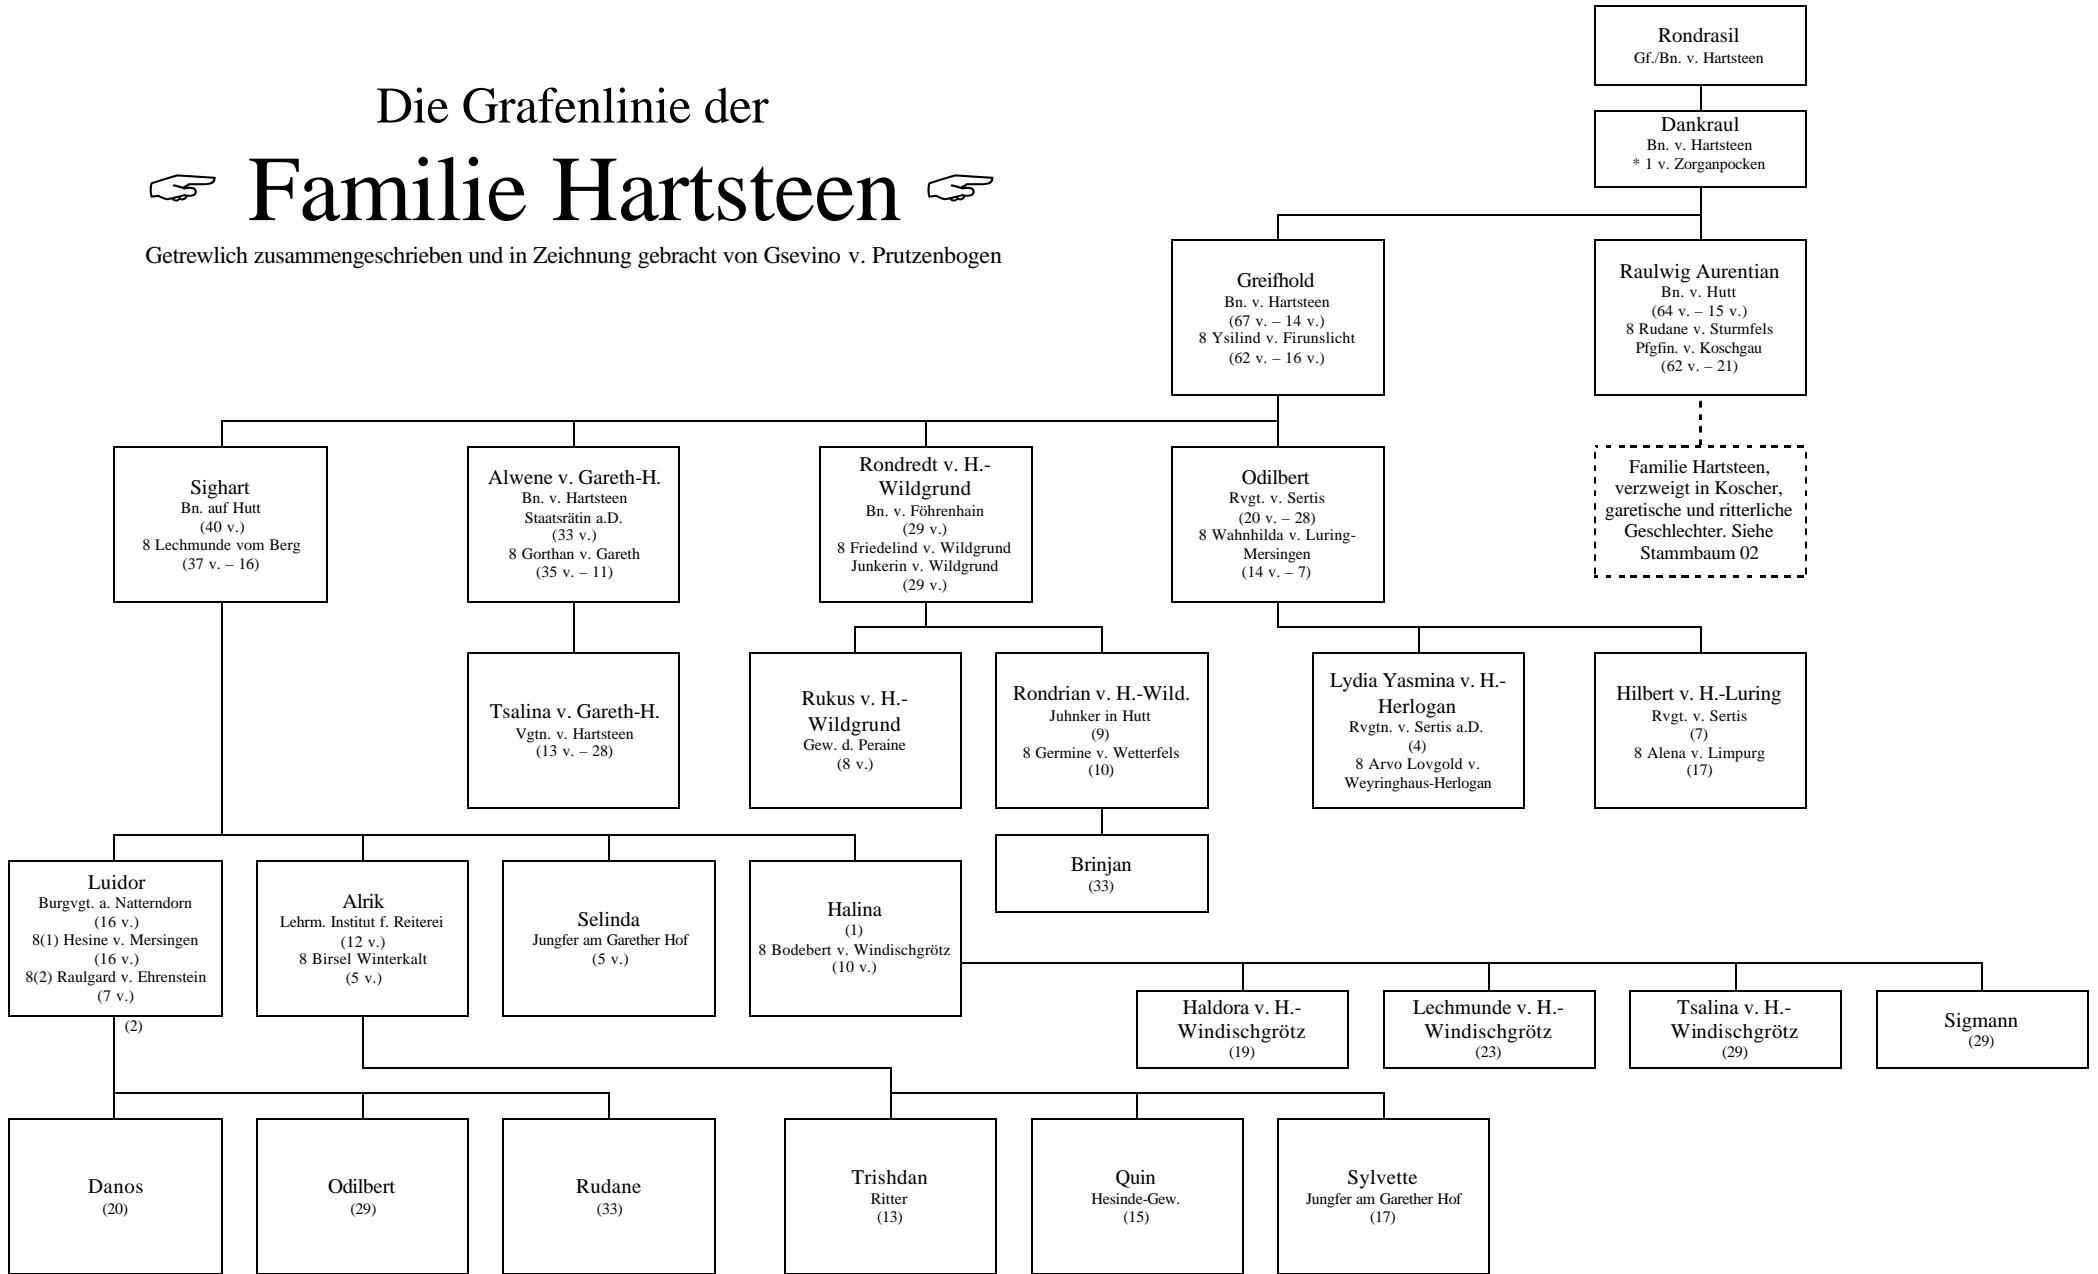 Die Grafenlinie der
☞ Familie Hartsteen ☞
Getrewlich zusammengeschrieben und in Zeichnung gebracht von Gsevino v. Prutzenbogen
Rondrasil
Gf./Bn. v. Hartsteen
Dankraul
Bn. v. Hartsteen
* 1 v. Zorganpocken
Greifhold
Bn. v. Hartsteen
(67 v. – 14 v.)
8 Ysilind v. Firunslicht
(62 v. – 16 v.)
Raulwig Aurentian
Bn. v. Hutt
(64 v. – 15 v.)
8 Rudane v. Sturmfels
Pfgfin. v. Koschgau
(62 v. – 21)
Sighart
Bn. auf Hutt
(40 v.)
8 Lechmunde vom Berg
(37 v. – 16)
Alwene v. Gareth-H.
Bn. v. Hartsteen
Staatsrätin a.D.
(33 v.)
8 Gorthan v. Gareth
(35 v. – 11)
Rondredt v. H.-
Wildgrund
Bn. v. Föhrenhain
(29 v.)
8 Friedelind v. Wildgrund
Junkerin v. Wildgrund
(29 v.)
Odilbert
Rvgt. v. Sertis
(20 v. – 28)
8 Wahnhilda v. Luring-
Mersingen
(14 v. – 7)
Familie Hartsteen,
verzweigt in Koscher,
garetische und ritterliche
Geschlechter. Siehe
Stammbaum 02
Tsalina v. Gareth-H.
Vgtn. v. Hartsteen
(13 v. – 28)
Rukus v. H.-
Wildgrund
Gew. d. Peraine
(8 v.)
Rondrian v. H.-Wild.
Juhnker in Hutt
(9)
8 Germine v. Wetterfels
(10)
Lydia Yasmina v. H.-
Herlogan
Rvgtn. v. Sertis a.D.
(4)
8 Arvo Lovgold v.
Weyringhaus-Herlogan
Hilbert v. H.-Luring
Rvgt. v. Sertis
(7)
8 Alena v. Limpurg
(17)
Luidor
Burgvgt. a. Natterndorn
(16 v.)
8(1) Hesine v. Mersingen
(16 v.)
8(2) Raulgard v. Ehrenstein
(7 v.)
(2)
Alrik
Lehrm. Institut f. Reiterei
(12 v.)
8 Birsel Winterkalt
(5 v.)
Selinda
Jungfer am Garether Hof
(5 v.)
Halina
(1)
8 Bodebert v. Windischgrötz
(10 v.)
Brinjan
(33)
Haldora v. H.-
Windischgrötz
(19)
Lechmunde v. H.-
Windischgrötz
(23)
Tsalina v. H.-
Windischgrötz
(29)
Sigmann
(29)
Danos
(20)
Odilbert
(29)
Rudane
(33)
Trishdan
Ritter
(13)
Quin
Hesinde-Gew.
(15)
Sylvette
Jungfer am Garether Hof
(17)